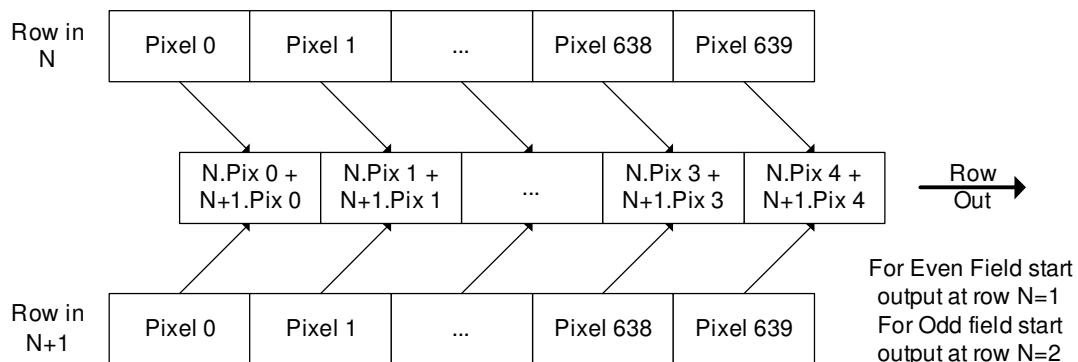 Row in
N
Pixel 0
Pixel 1
...
Pixel 638
Pixel 639
N.Pix 0 +
N+1.Pix 0
N.Pix 1 +
N+1.Pix 1
...
N.Pix 3 +
N+1.Pix 3
N.Pix 4 +
N+1.Pix 4
Row
Out
Row in
N+1
Pixel 0
Pixel 1
...
Pixel 638
Pixel 639
For Even Field start
output at row N=1
For Odd field start
output at row N=2